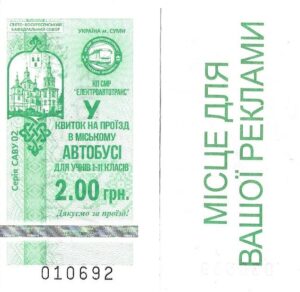 СВЯТО-ВОСКРЕСЕНСЬКИЙ
КАФЕДРАЛЬНИЙ СОБОР
УКРАЇНА м. СУМИ
КП СМР
"ЕЛЕКТРОАВТОТРАНС"
У
КВИТОК НА ПРОЇЗД
В МІСЬКОМУ
АВТОБУСІ
ДЛЯ УЧНІВ 1-11 КЛАСІВ
2.00 грн.
Дякуємо за проїзд!
Серія САВУ 02
010692
МІСЦЕ ДЛЯ
ВАШОЇ РЕКЛАМИ